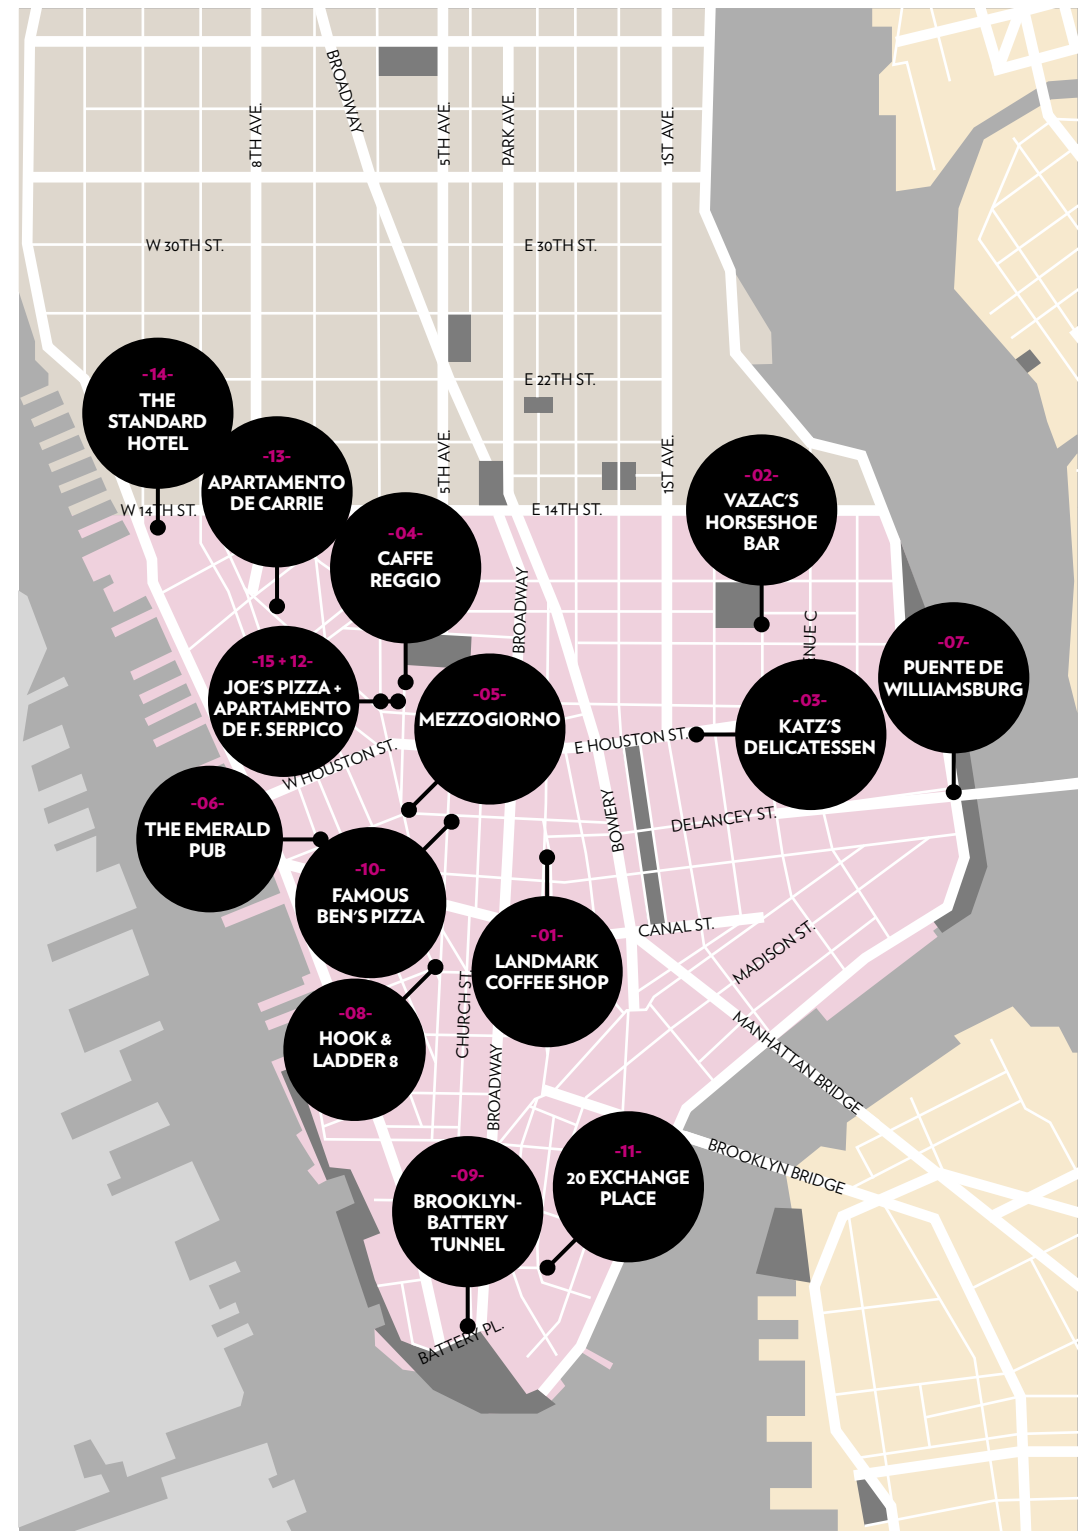 BROADWAY
8TH AVE.
5TH AVE.
PARK AVE.
1ST AVE.
W 30TH ST.
E 30TH ST.
E 22TH ST.
-14-
THE
STANDARD
HOTEL
-13-
APARTAMENTO
DE CARRIE
5TH AVE.
1ST AVE.
-02-
VAZAC'S
HORSESHOE
BAR
W 14TH ST.
E 14TH ST.
-04-
CAFFE
REGGIO
BROADWAY
ENUE C
-07-
PUENTE DE
WILLIAMSBURG
-15 + 12-
JOE'S PIZZA +
APARTAMENTO
DE F. SERPICO
-05-
MEZZOGIORNO
-03-
KATZ'S
DELICATESSEN
W HOUSTON ST.
E HOUSTON ST.
-06-
THE EMERALD
PUB
BOWERY
DELANCEY ST.
-10-
FAMOUS
BEN'S PIZZA
-01-
LANDMARK
COFFEE SHOP
CANAL ST.
MADISON ST.
-08-
HOOK &
LADDER 8
CHURCH ST.
BROADWAY
MANHATTAN BRIDGE
BROOKLYN BRIDGE
-09-
BROOKLYN-
BATTERY
TUNNEL
-11-
20 EXCHANGE
PLACE
BATTERY PL.